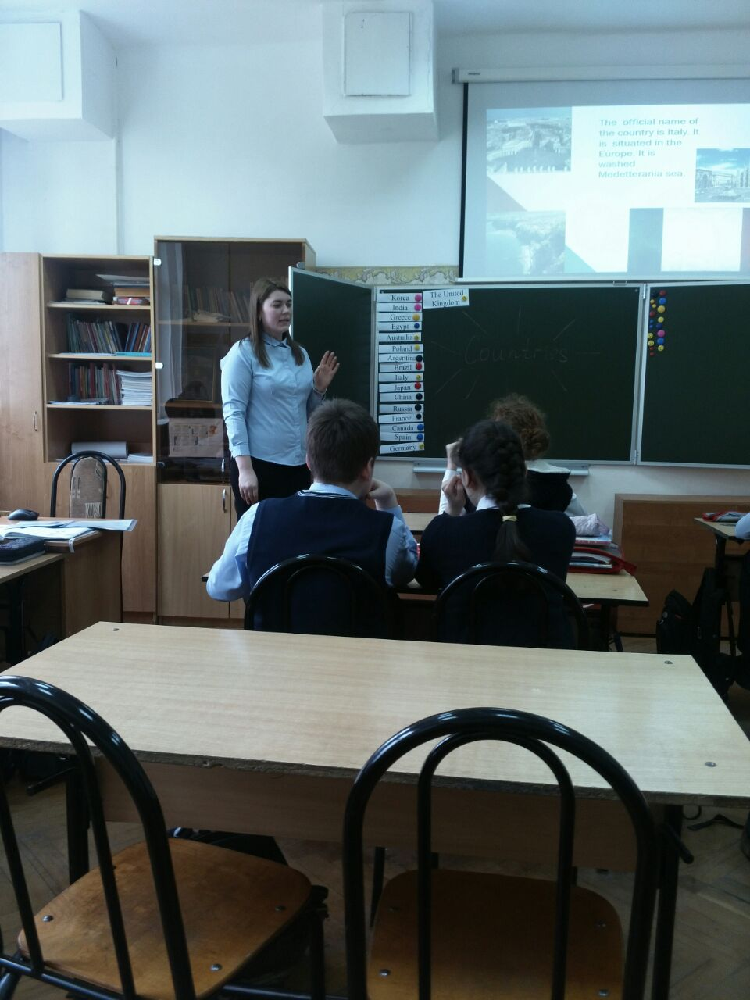 The official name of
the country is Italy. It
is situated in the
Europe. It is
washed
Medetterania sea.
Korea
India
Greece
Egypt
Australia
Poland
Argentina
Brazil
Italy
Japan
China
Russia
France
Canada
Spain
Germany
The United
Kingdom
Countries